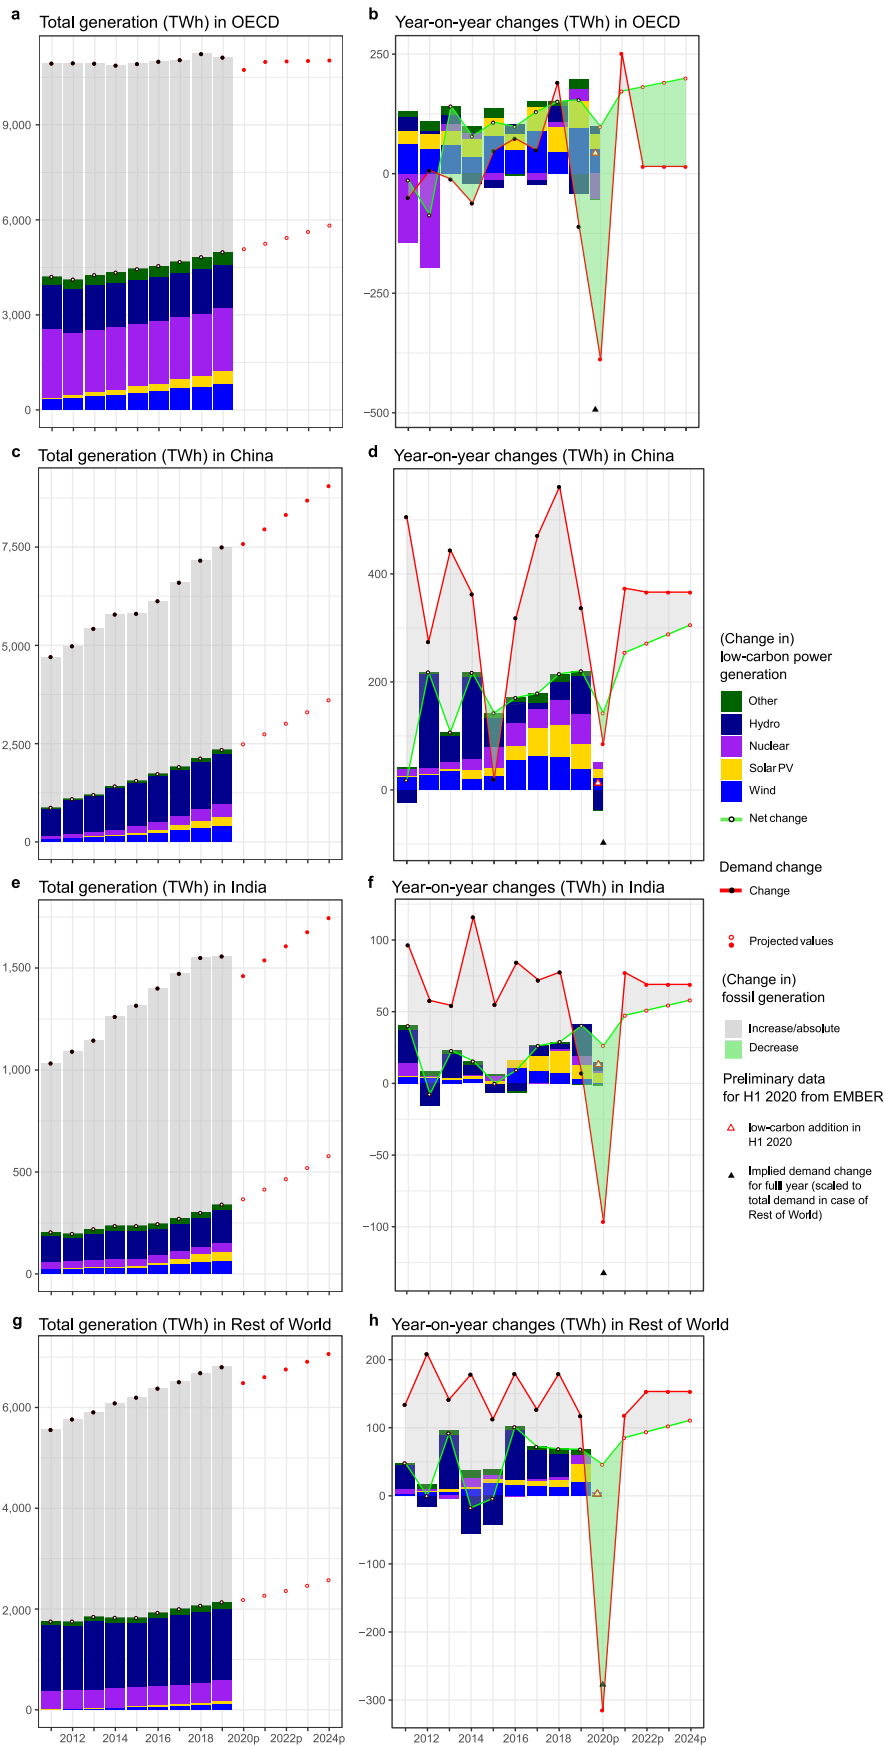 a Total generation (TWh) in OECD
9,000
6,000
3,000
0
b Year-on-year changes (TWh) in OECD
250
0
−250
−500
c Total generation (TWh) in China
7,500
5,000
2,500
0
d Year-on-year changes (TWh) in China
400
200
0
e Total generation (TWh) in India
1,500
1,000
500
0
f Year-on-year changes (TWh) in India
100
50
0
−50
−100
g Total generation (TWh) in Rest of World
6,000
4,000
2,000
0
2012 2014 2016 2018 2020p 2022p 2024p
h Year-on-year changes (TWh) in Rest of World
200
100
0
−100
−200
−300
2012 2014 2016 2018 2020p 2022p 2024p
(Change in)
low-carbon power
generation
Other
Hydro
Nuclear
Solar PV
Wind
Net change
Demand change
Change
Projected values
(Change in)
fossil generation
Increase/absolute
Decrease
Preliminary data
for H1 2020 from EMBER
low-carbon addition in
H1 2020
Implied demand change
for full year (scaled to
total demand in case of
Rest of World)